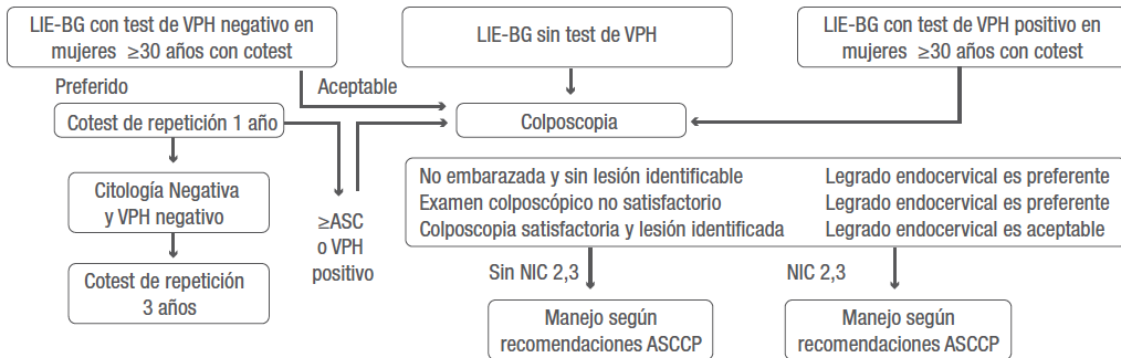 LIE-BG con test de VPH negativo en
mujeres ≥30 años con cotest
LIE-BG sin test de VPH
LIE-BG con test de VPH positivo en
mujeres ≥30 años con cotest
Preferido
Aceptable
Cotest de repetición 1 año
Colposcopia
Citología Negativa
y VPH negativo
≥ASC
o VPH
positivo
Cotest de repetición
3 años
No embarazada y sin lesión identificable Legrado endocervical es preferente
Examen colposcópico no satisfactorio Legrado endocervical es preferente
Colposcopia satisfactoria y lesión identificada Legrado endocervical es aceptable
Sin NIC 2,3
NIC 2,3
Manejo según
recomendaciones ASCCP
Manejo según
recomendaciones ASCCP